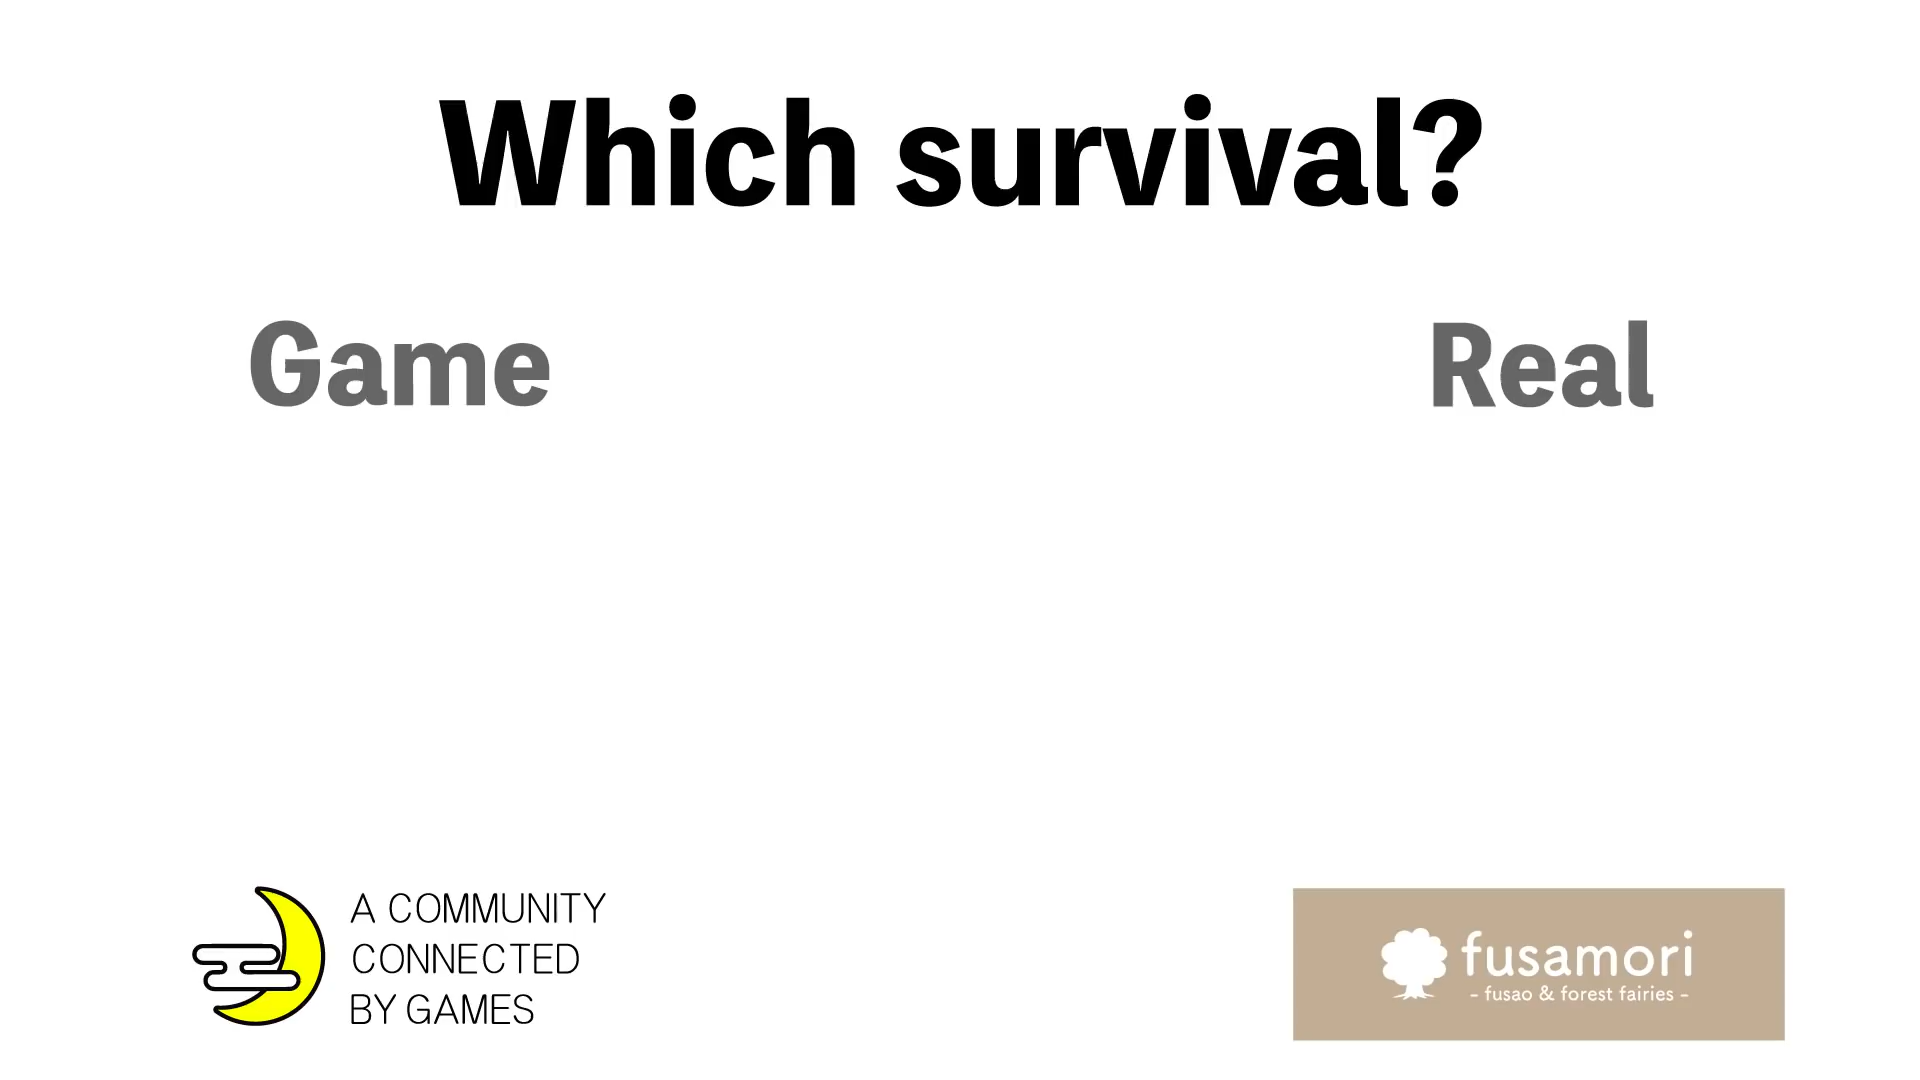 Which survival?
Game
Real
A COMMUNITY
CONNECTED
BY GAMES
fusamori
- fusao & forest fairies -